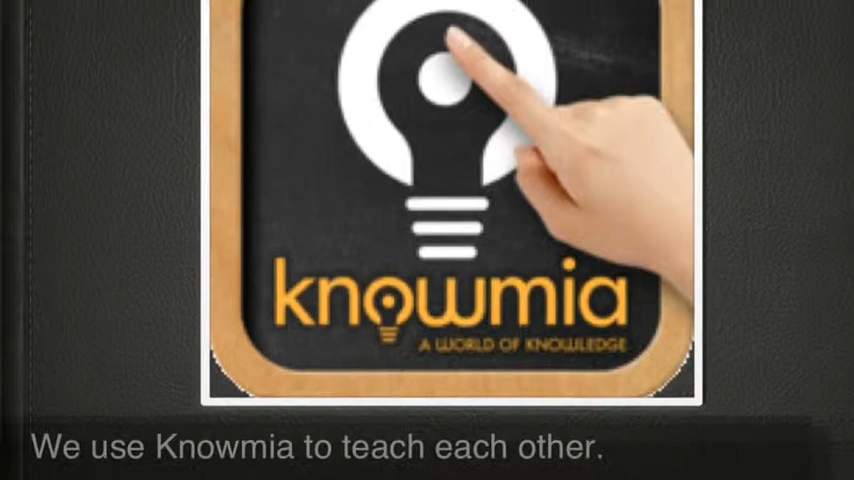 knowmia
A WORLD OF KNOWLEDGE
We use Knowmia to teach each other.